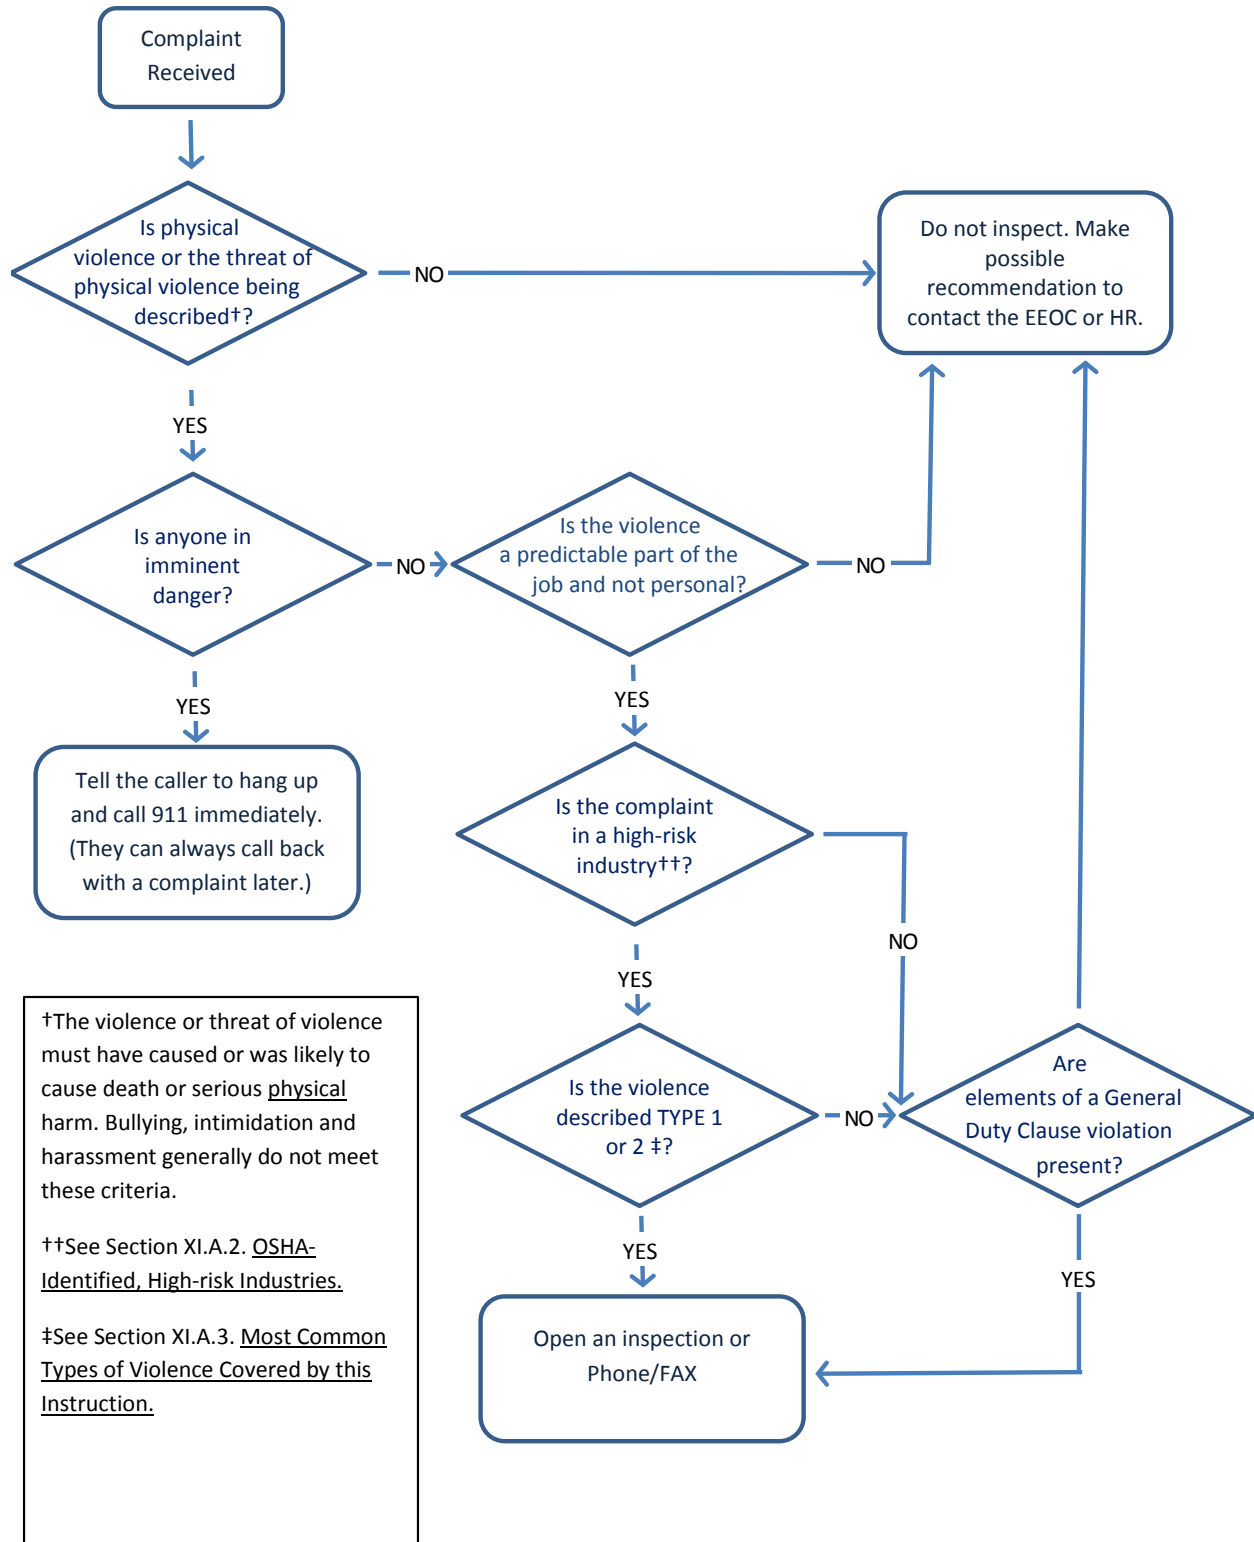 Complaint
Received
Is physical
violence or the threat of
physical violence being
described†?
NO
Do not inspect. Make
possible
recommendation to
contact the EEOC or HR.
YES
Is anyone in
imminent
danger?
NO
Is the violence
a predictable part of the
job and not personal?
NO
YES
Tell the caller to hang up
and call 911 immediately.
(They can always call back
with a complaint later.)
YES
Is the complaint
in a high-risk
industry††?
NO
YES
Is the violence
described TYPE 1
or 2 ‡?
NO
Are
elements of a General
Duty Clause violation
present?
YES
YES
Open an inspection or
Phone/FAX
†The violence or threat of violence
must have caused or was likely to
cause death or serious physical
harm. Bullying, intimidation and
harassment generally do not meet
these criteria.
††See Section XI.A.2. OSHA-
Identified, High-risk Industries.
‡See Section XI.A.3. Most Common
Types of Violence Covered by this
Instruction.